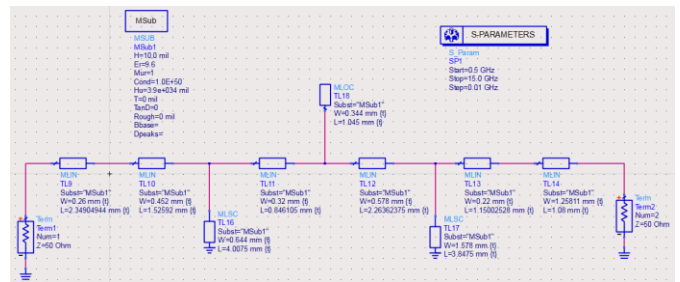 MSub
MSUB
MSub1
H=10.0 mil
Er=9.6
Mur=1
Cond=1.0E+50
Hu=3.9e+034 mil
T=0 mil
TanD=0
Rough=0 mil
Bbase=
Dpeaks=
S-PARAMETERS
S_Param
SP1
Start=0.5 GHz
Stop=15.0 GHz
Step=0.01 GHz
MLOC
TL18
Subst="MSub1"
W=0.344 mm {t}
L=1.045 mm {t}
MLIN
TL9
Subst="MSub1"
W=0.26 mm {t}
L=2.34904944 mm {t}
MLIN
TL10
Subst="MSub1"
W=0.452 mm {t}
L=1.52592 mm {t}
MLIN
TL11
Subst="MSub1"
W=0.32 mm {t}
L=0.846105 mm {t}
MLIN
TL12
Subst="MSub1"
W=0.578 mm {t}
L=2.26362375 mm {t}
MLIN
TL13
Subst="MSub1"
W=0.22 mm {t}
L=1.15002528 mm {t}
MLIN
TL14
Subst="MSub1"
W=1.25811 mm {t}
L=1.08 mm {t}
Term
Term1
Num=1
Z=50 Ohm
MLSC
TL16
Subst="MSub1"
W=0.644 mm {t}
L=4.0075 mm {t}
MLSC
TL17
Subst="MSub1"
W=1.578 mm {t}
L=3.8475 mm {t}
Term
Term2
Num=2
Z=50 Ohm